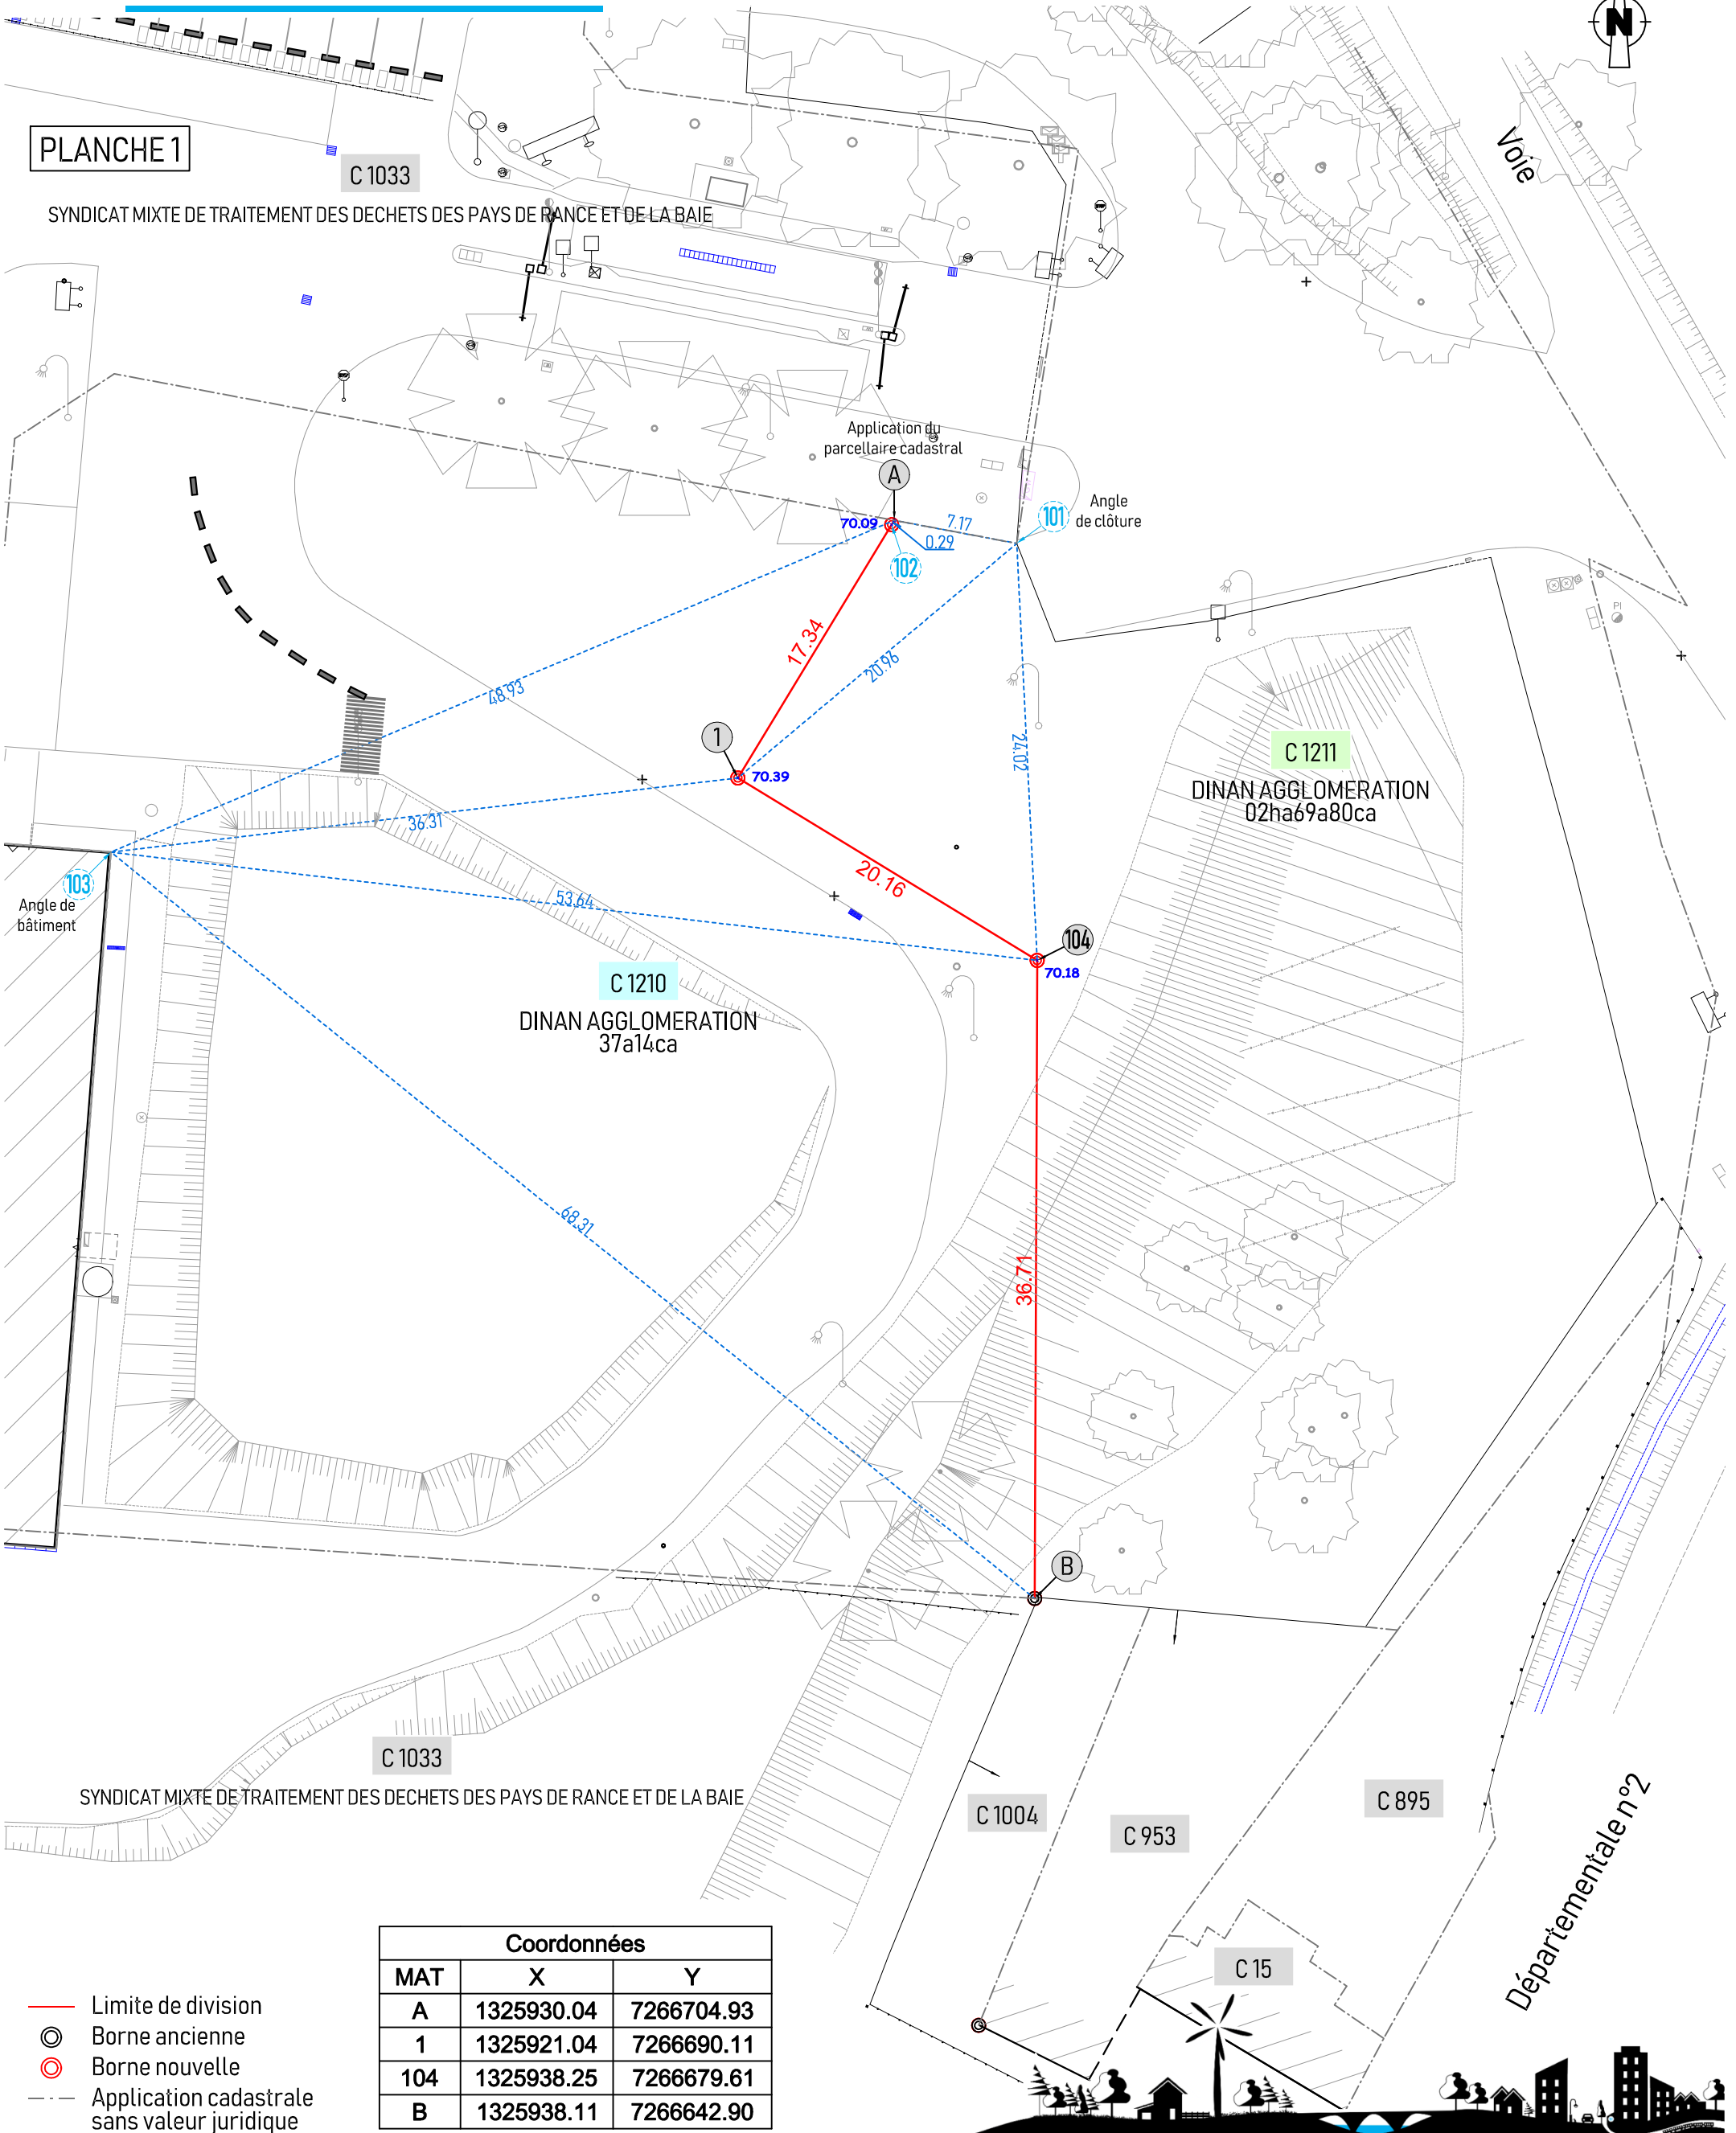 N
Voie
PLANCHE 1
C 1033
SYNDICAT MIXTE DE TRAITEMENT DES DECHETS DES PAYS DE RANCE ET DE LA BAIE
Application du
parcellaire cadastral
A
70.09
7.17
0.29
102
101
Angle
de clôture
17.34
20.96
48.93
24.02
PI
1
70.39
C 1211
DINAN AGGLOMERATION
02ha69a80ca
36.31
103
Angle de
bâtiment
20.16
53.64
104
70.18
C 1210
DINAN AGGLOMERATION
37a14ca
68.31
36.71
B
C 1033
SYNDICAT MIXTE DE TRAITEMENT DES DECHETS DES PAYS DE RANCE ET DE LA BAIE
C 1004
C 953
C 895
C 15
Départementale n°2
Limite de division
Borne ancienne
Borne nouvelle
Application cadastrale
sans valeur juridique
Coordonnées
MAT X Y
A 1325930.04 7266704.93
1 1325921.04 7266690.11
104 1325938.25 7266679.61
B 1325938.11 7266642.90